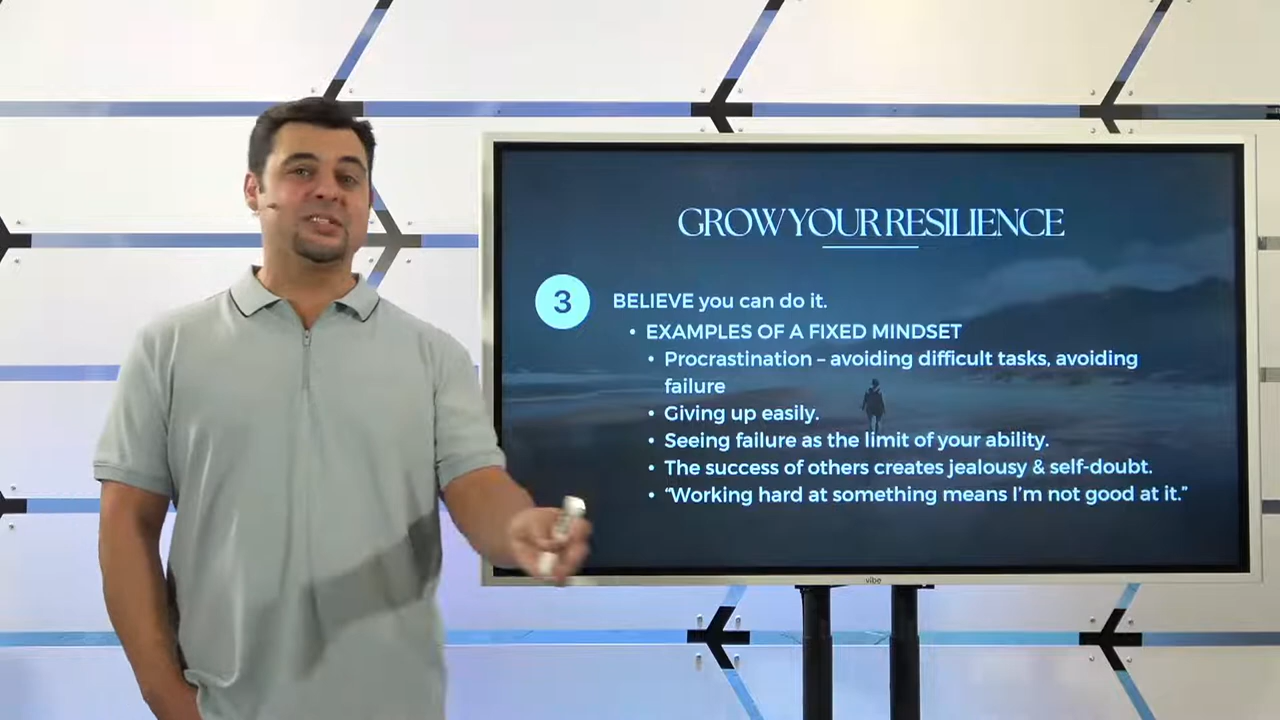 GROW YOUR RESILIENCE
3
BELIEVE you can do it.
• EXAMPLES OF A FIXED MINDSET
• Procrastination – avoiding difficult tasks, avoiding
failure
• Giving up easily.
• Seeing failure as the limit of your ability.
• The success of others creates jealousy & self-doubt.
• “Working hard at something means I’m not good at it.”
vibe